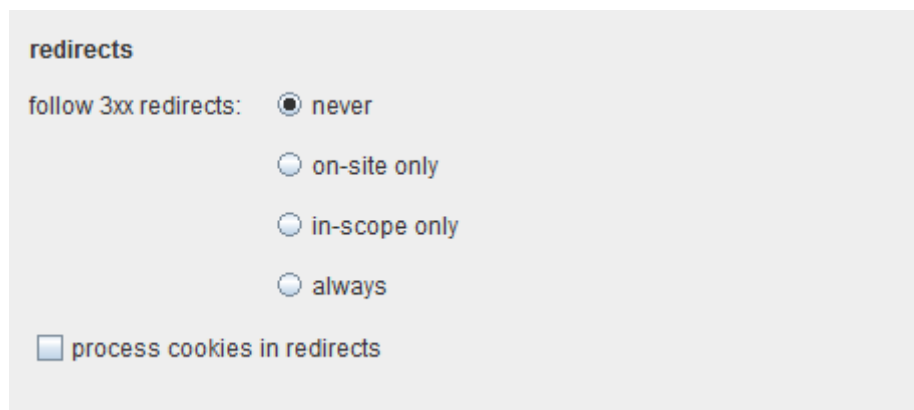 redirects
follow 3xx redirects: never
on-site only
in-scope only
always
process cookies in redirects